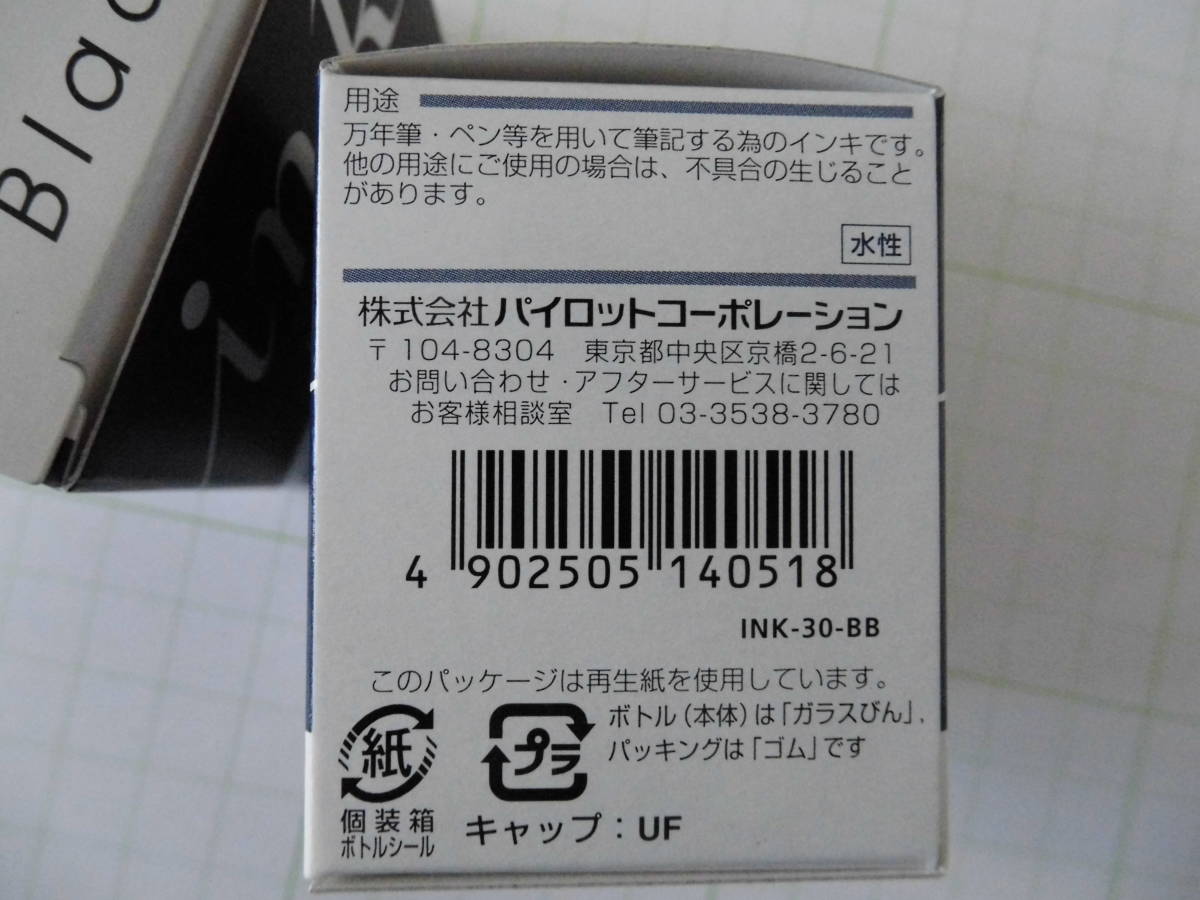 Blac
in
用途
万年筆・ペン等を用いて筆記する為のインキです。
他の用途にご使用の場合は、不具合の生じること
があります。
水性
株式会社 パイロットコーポレーション
〒104-8304 東京都中央区京橋2-6-21
お問い合わせ・アフターサービスに関しては
お客様相談室 Tel 03-3538-3780
4 902505 140518
INK-30-BB
このパッケージは再生紙を使用しています。
紙
個装箱
ボトルシール
プラ
ボトル(本体)は「ガラスびん」、
パッキングは「ゴム」です
キャップ：UF